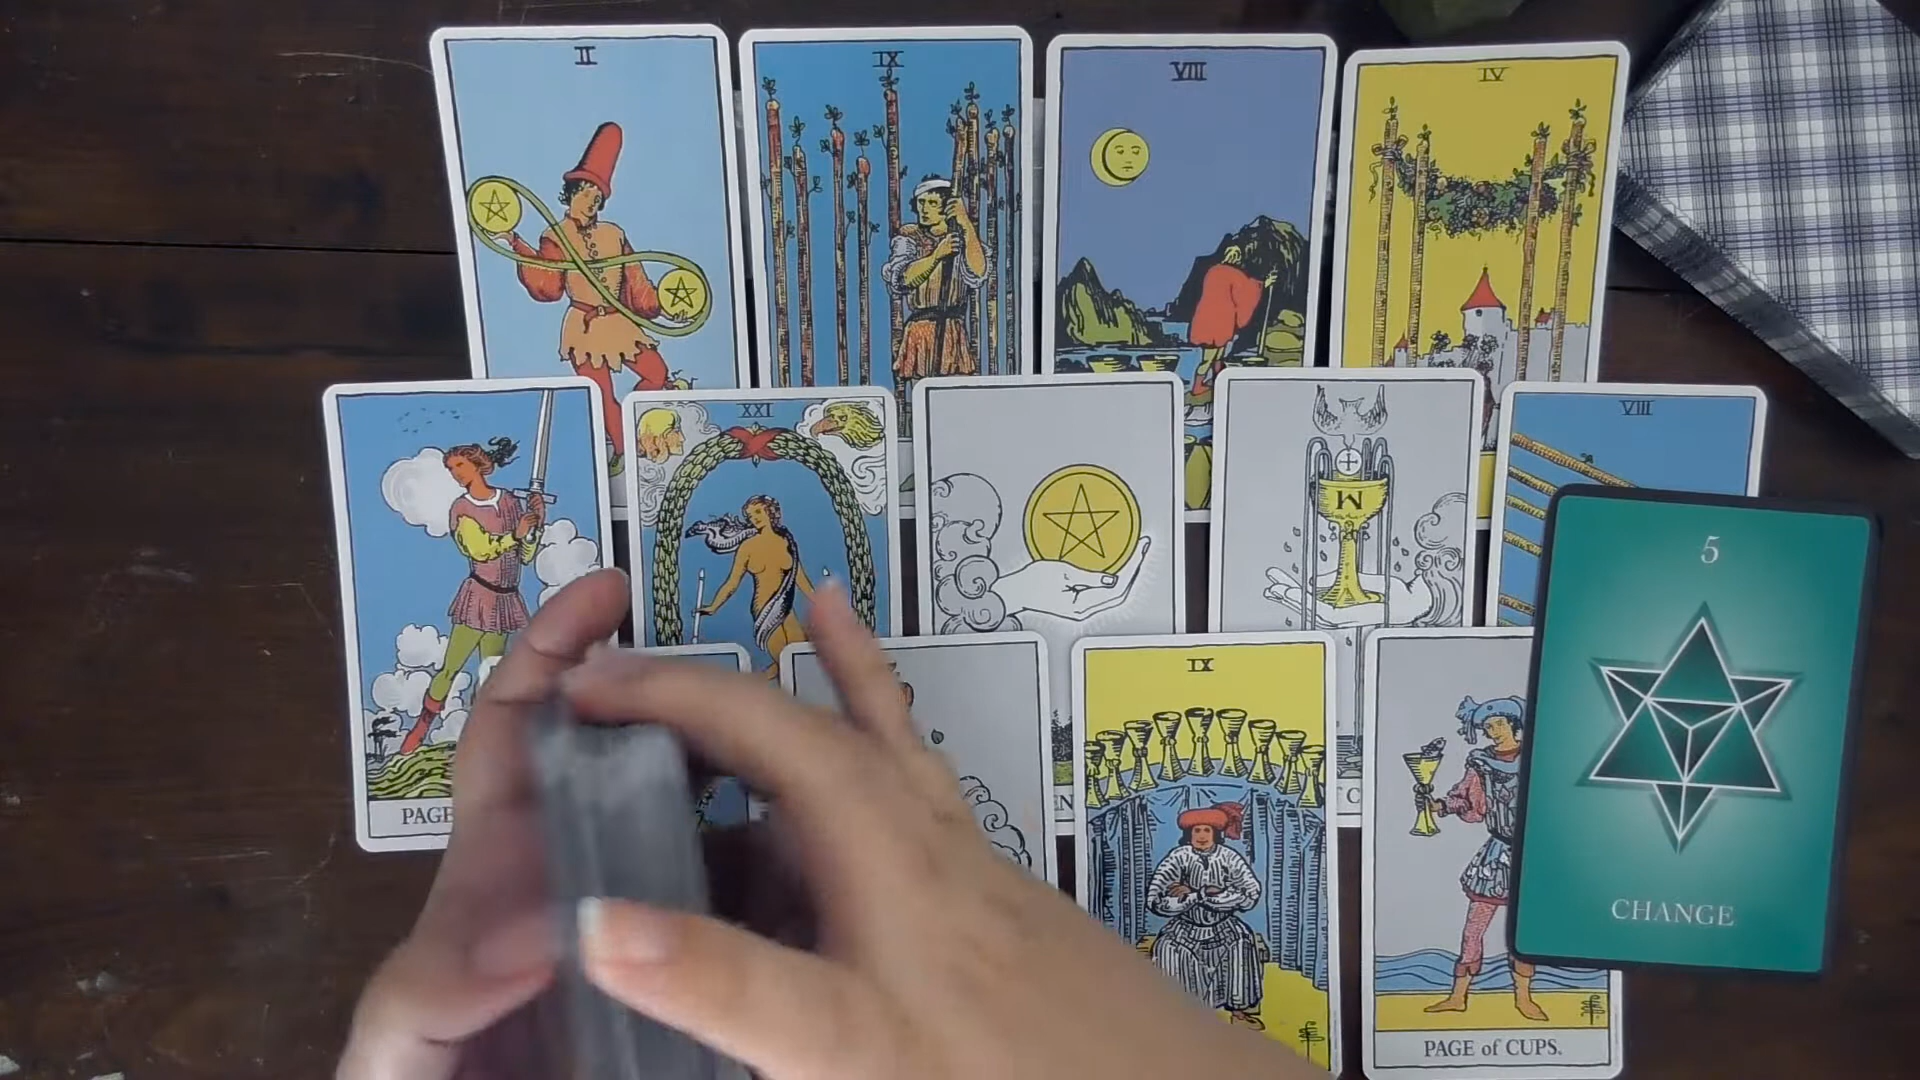 II
IX
VIII
IV
XXI
VIII
M
5
IX
CHANGE
PAGE
PAGE of CUPS.